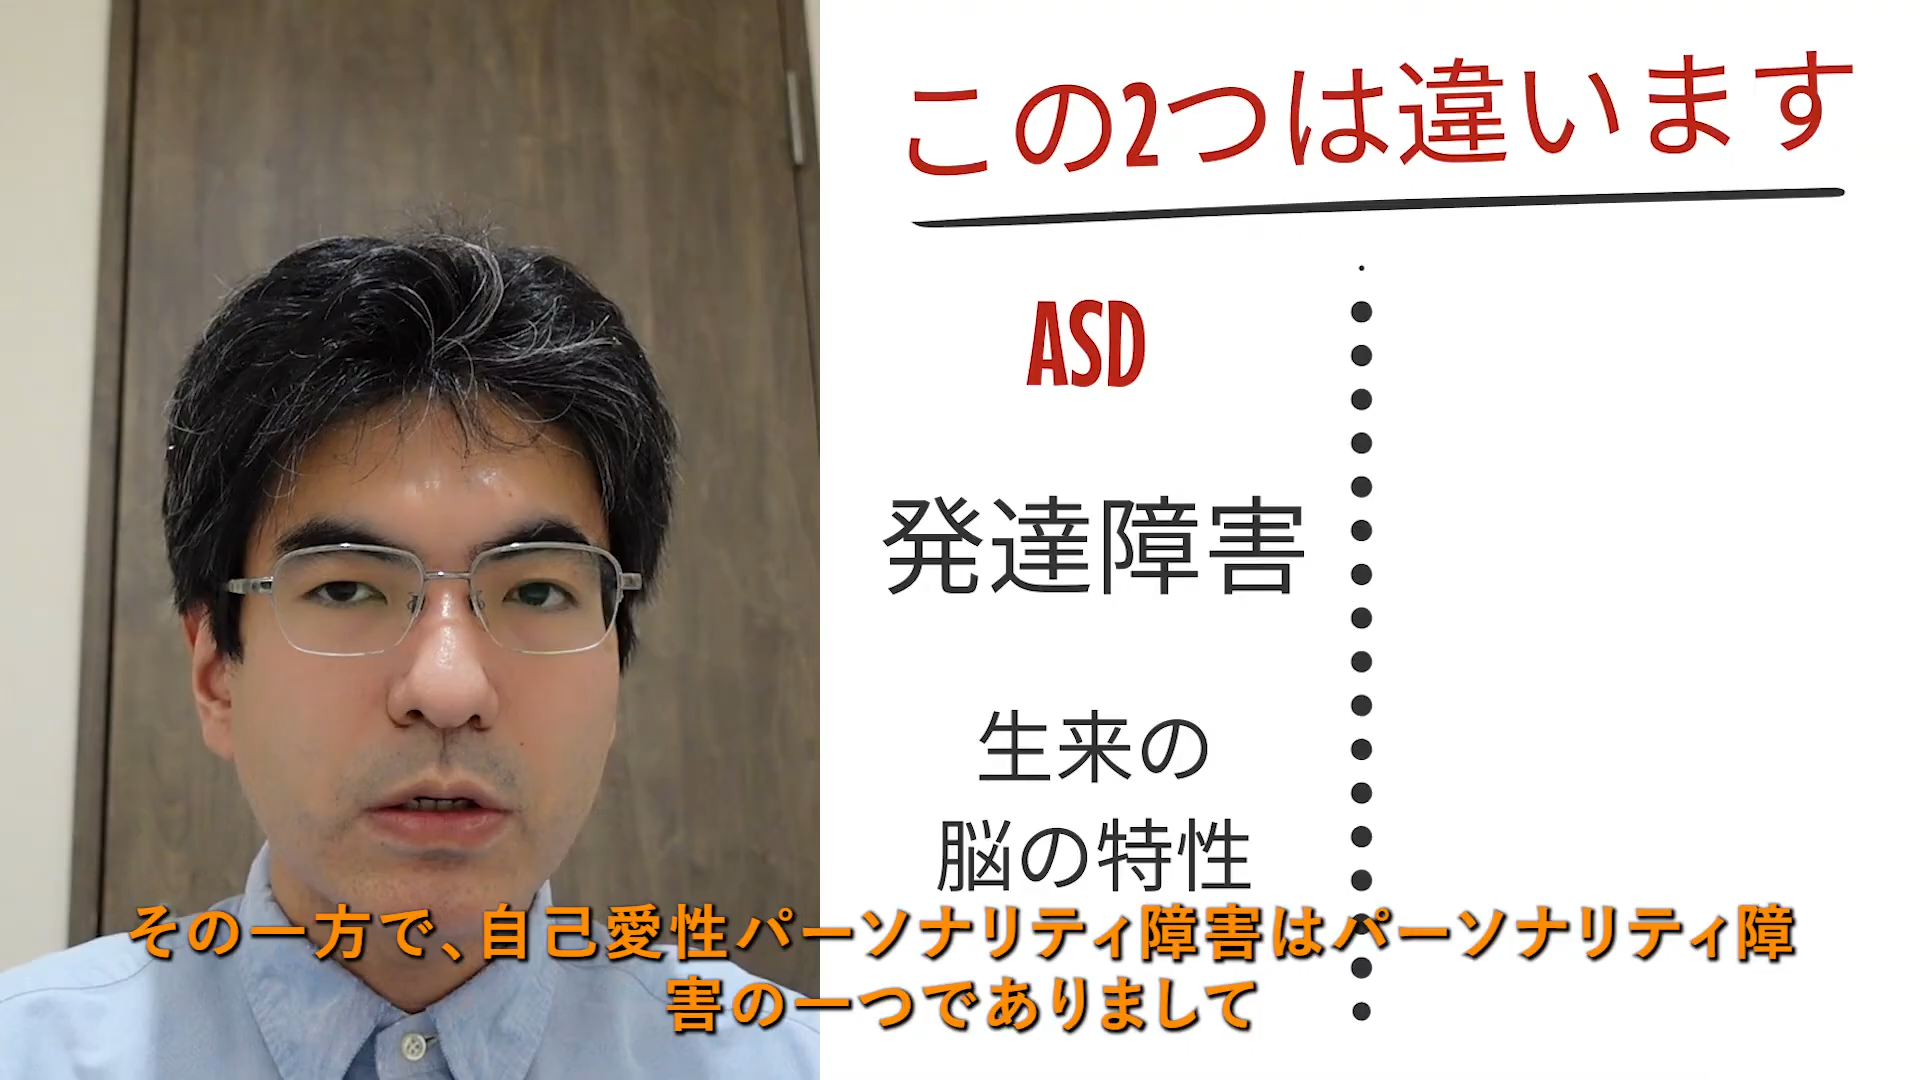 この2つは違います
ASD
発達障害
生来の
脳の特性
その一方で、自己愛性パーソナリティ障害はパーソナリティ障
害の一つでありまして